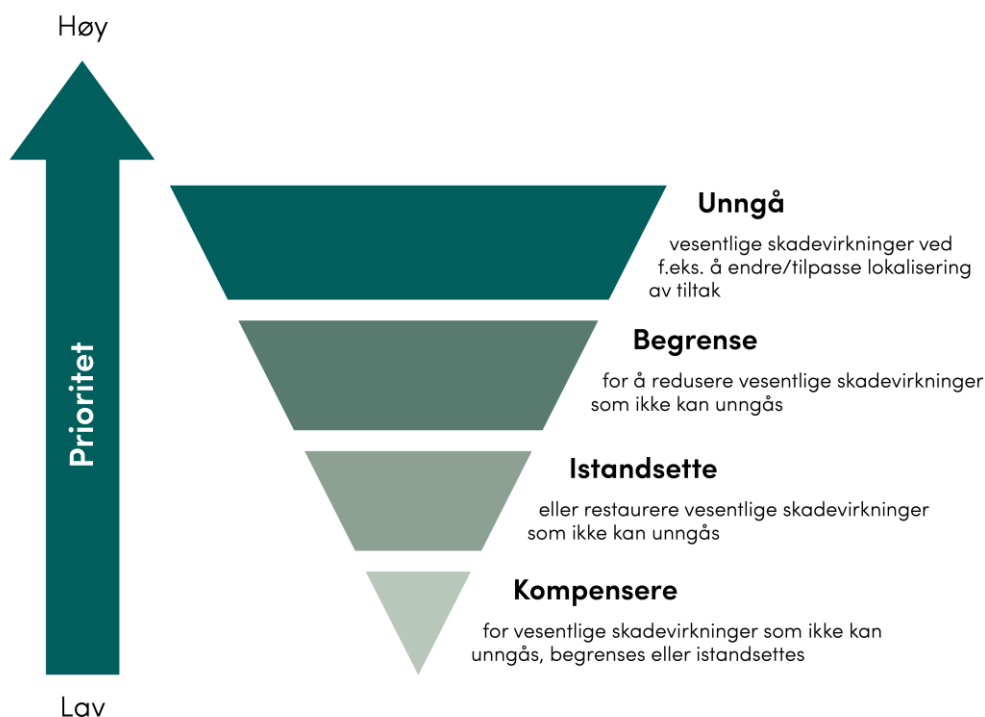 Høy
Prioritet
Lav
Unngå
vesentlige skadevirkninger ved
f.eks. å endre/tilpasse lokalisering
av tiltak
Begrense
for å redusere vesentlige skadevirkninger
som ikke kan unngås
Istandsette
eller restaurere vesentlige skadevirkninger
som ikke kan unngås
Kompensere
for vesentlige skadevirkninger som ikke kan
unngås, begrenses eller istandsettes